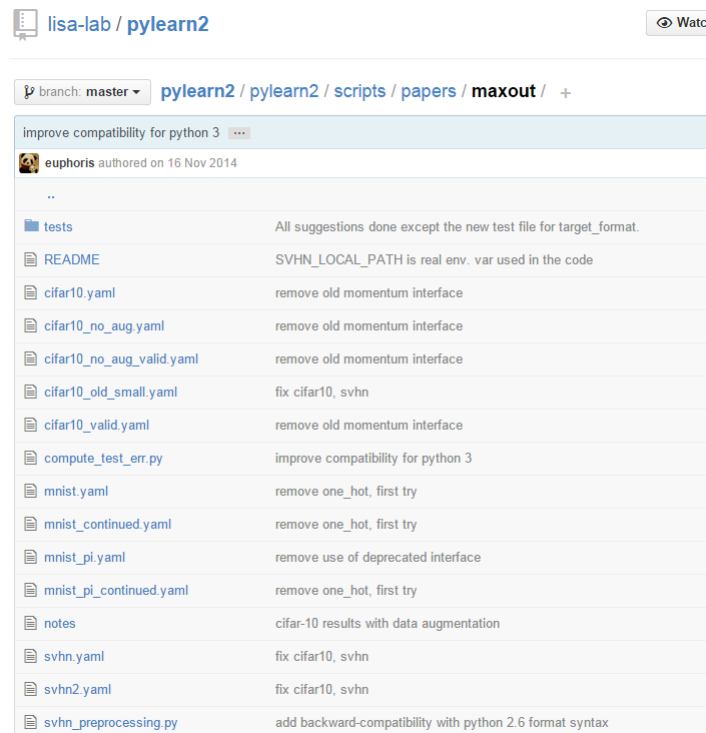 lisa-lab / pylearn2
Watc
branch: master
pylearn2 / pylearn2 / scripts / papers / maxout / +
improve compatibility for python 3 ...
euphoris authored on 16 Nov 2014
..
tests All suggestions done except the new test file for target_format.
README SVHN_LOCAL_PATH is real env. var used in the code
cifar10.yaml remove old momentum interface
cifar10_no_aug.yaml remove old momentum interface
cifar10_no_aug_valid.yaml remove old momentum interface
cifar10_old_small.yaml fix cifar10, svhn
cifar10_valid.yaml remove old momentum interface
compute_test_err.py improve compatibility for python 3
mnist.yaml remove one_hot, first try
mnist_continued.yaml remove one_hot, first try
mnist_pi.yaml remove use of deprecated interface
mnist_pi_continued.yaml remove one_hot, first try
notes cifar-10 results with data augmentation
svhn.yaml fix cifar10, svhn
svhn2.yaml fix cifar10, svhn
svhn_preprocessing.py add backward-compatibility with python 2.6 format syntax